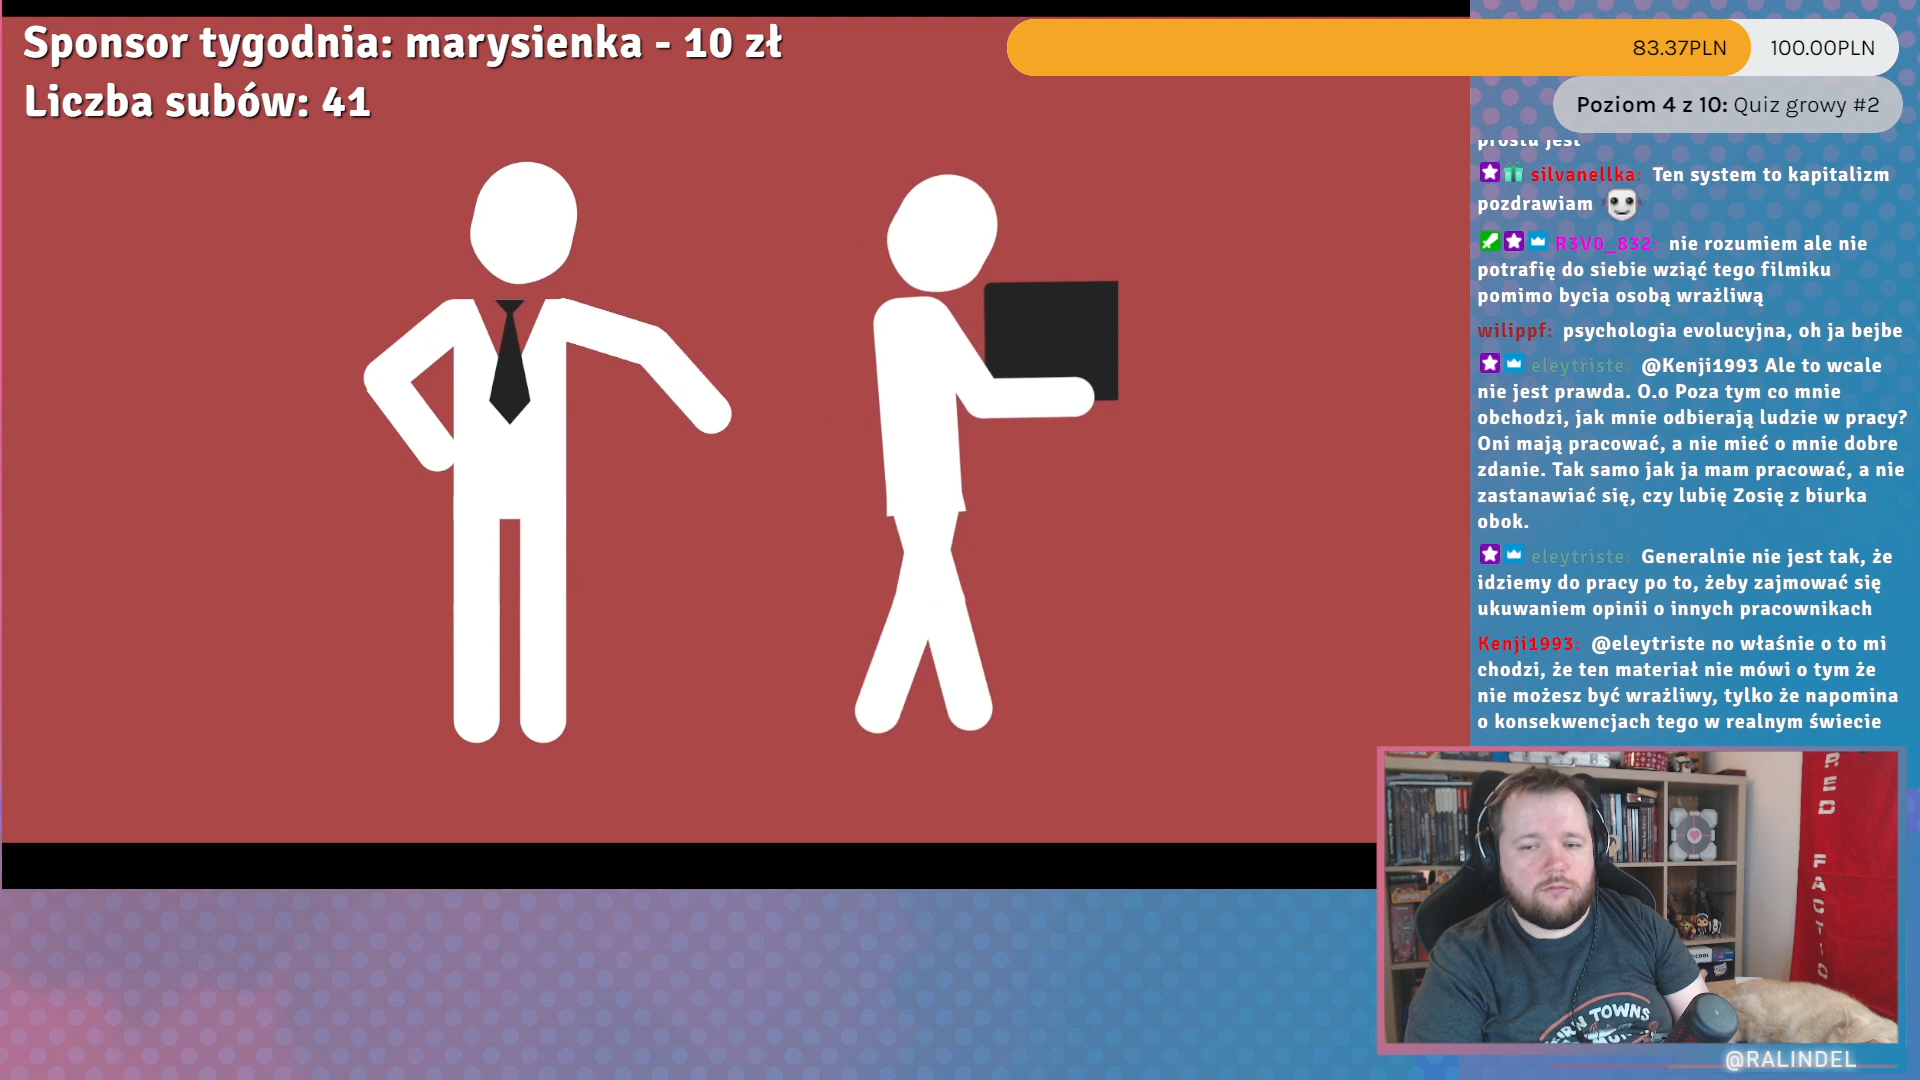 Sponsor tygodnia: marysienka - 10 zł
Liczba subów: 41
83.37PLN 100.00PLN
Poziom 4 z 10: Quiz growy #2
prostu jest
silvanellka: Ten system to kapitalizm
pozdrawiam
R3V0_832: nie rozumiem ale nie
potrafię do siebie wziąć tego filmiku
pomimo bycia osobą wrażliwą
wilippf: psychologia evolucyjna, oh ja bejbe
eleytriste: @Kenji1993 Ale to wcale
nie jest prawda. O.o Poza tym co mnie
obchodzi, jak mnie odbierają ludzie w pracy?
Oni mają pracować, a nie mieć o mnie dobre
zdanie. Tak samo jak ja mam pracować, a nie
zastanawiać się, czy lubię Zosię z biurka
obok.
eleytriste: Generalnie nie jest tak, że
idziemy do pracy po to, żeby zajmować się
ukuwaniem opinii o innych pracownikach
Kenji1993: @eleytriste no właśnie o to mi
chodzi, że ten materiał nie mówi o tym że
nie możesz być wrażliwy, tylko że napomina
o konsekwencjach tego w realnym świecie
RED FACTIO
TOWNS
@RALINDEL